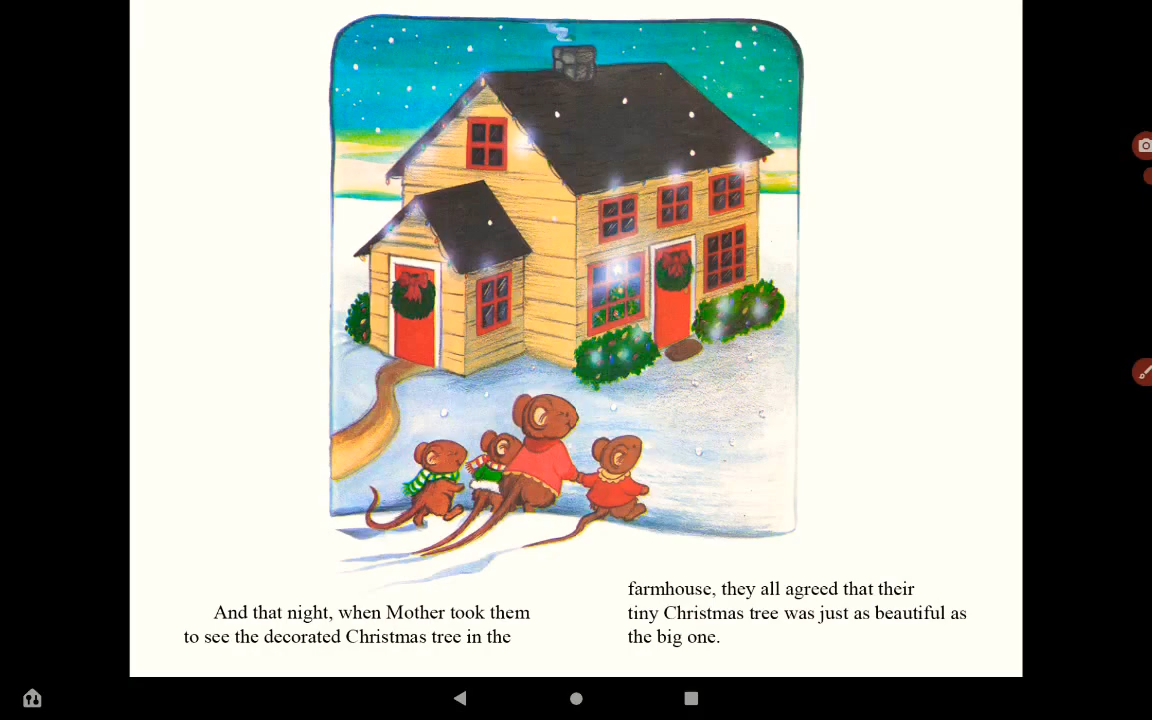 And that night, when Mother took them
to see the decorated Christmas tree in the
farmhouse, they all agreed that their
tiny Christmas tree was just as beautiful as
the big one.